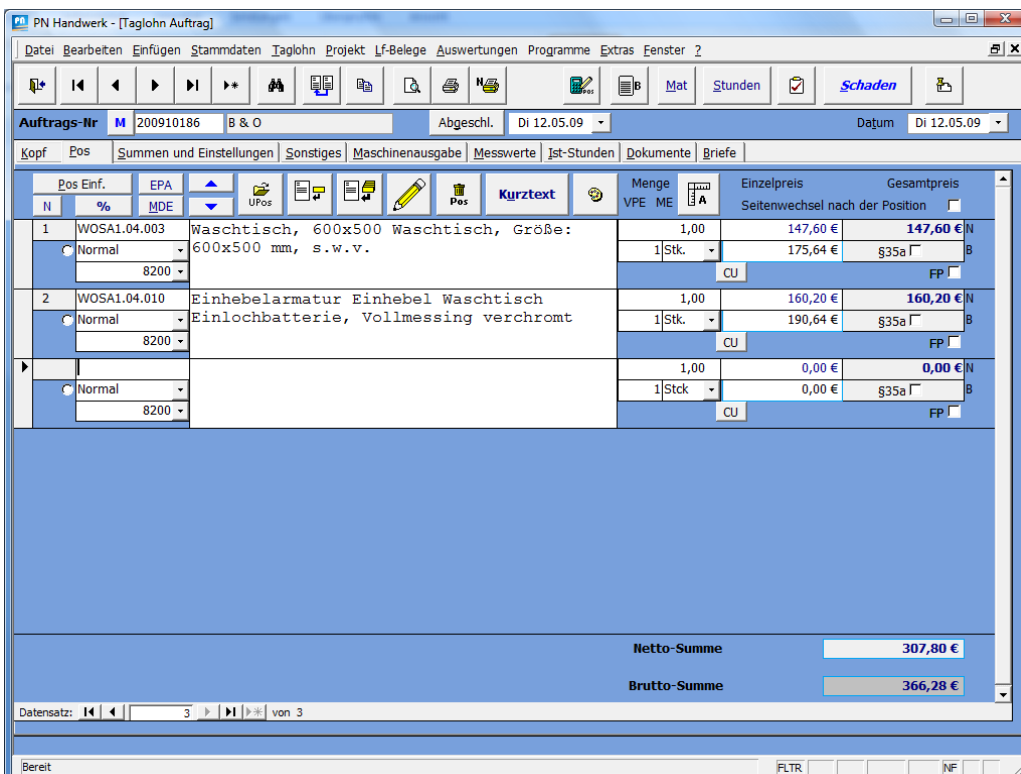 PN Handwerk - [Taglohn Auftrag]
Datei Bearbeiten Einfügen Stammdaten Taglohn Projekt Lf-Belege Auswertungen Programme Extras Fenster ?
B Mat Stunden Schaden
Auftrags-Nr M 200910186 B & O Abgeschl. Di 12.05.09 Datum Di 12.05.09
Kopf Pos Summen und Einstellungen Sonstiges Maschinenausgabe Messwerte Ist-Stunden Dokumente Briefe
Pos Einf. EPA UPos Pos Kurztext Menge Einzelpreis Gesamtpreis
N % MDE VPE ME A Seitenwechsel nach der Position
1 WOSA1.04.003 Waschtisch, 600x500 Waschtisch, Größe: 1,00 147,60 € 147,60 € N
Normal 600x500 mm, s.w.v. 1 Stk. 175,64 € §35a B
8200 CU FP
2 WOSA1.04.010 Einhebelarmatur Einhebel Waschtisch 1,00 160,20 € 160,20 € N
Normal Einlochbatterie, Vollmessing verchromt 1 Stk. 190,64 € §35a B
8200 CU FP
1,00 0,00 € 0,00 € N
Normal 1 Stck 0,00 € §35a B
8200 CU FP
Netto-Summe 307,80 €
Brutto-Summe 366,28 €
Datensatz: 3 von 3
Bereit FLTR NF